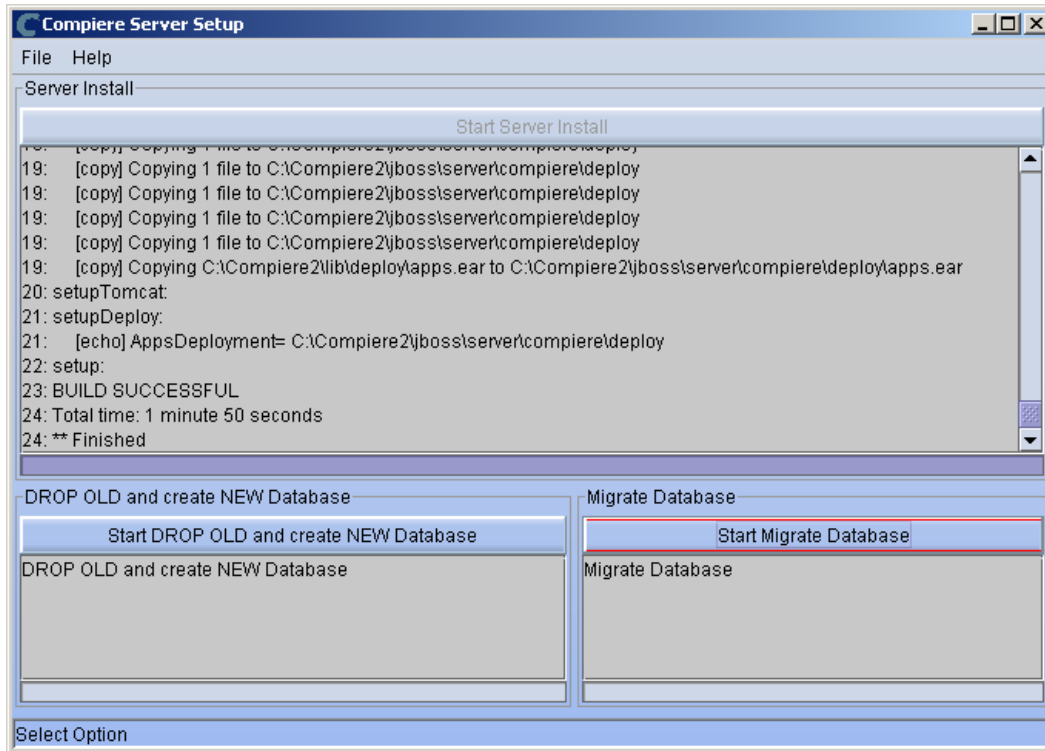 Compiere Server Setup
File Help
Server Install
Start Server Install
19: [copy] Copying 1 file to C:\Compiere2\jboss\server\compiere\deploy
19: [copy] Copying 1 file to C:\Compiere2\jboss\server\compiere\deploy
19: [copy] Copying 1 file to C:\Compiere2\jboss\server\compiere\deploy
19: [copy] Copying 1 file to C:\Compiere2\jboss\server\compiere\deploy
19: [copy] Copying C:\Compiere2\lib\deploy\apps.ear to C:\Compiere2\jboss\server\compiere\deploy\apps.ear
20: setupTomcat:
21: setupDeploy:
21: [echo] AppsDeployment= C:\Compiere2\jboss\server\compiere\deploy
22: setup:
23: BUILD SUCCESSFUL
24: Total time: 1 minute 50 seconds
24: ** Finished
DROP OLD and create NEW Database
Start DROP OLD and create NEW Database
DROP OLD and create NEW Database
Migrate Database
Start Migrate Database
Migrate Database
Select Option